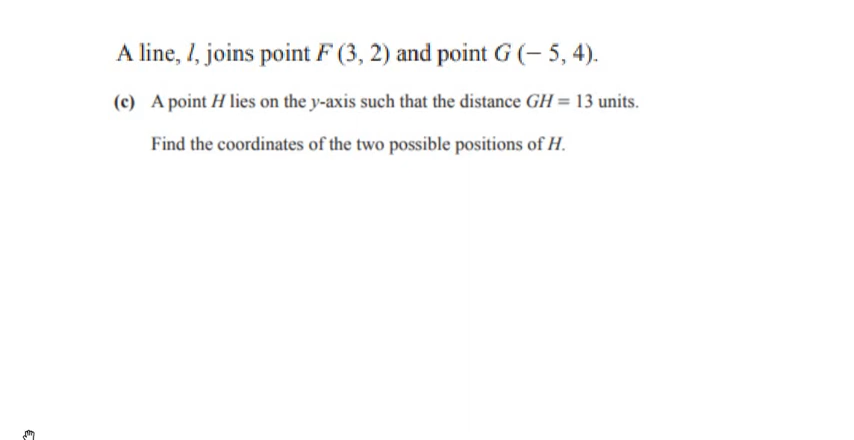 A line, l, joins point F (3, 2) and point G (− 5, 4).
(c) A point H lies on the y-axis such that the distance GH = 13 units.
Find the coordinates of the two possible positions of H.